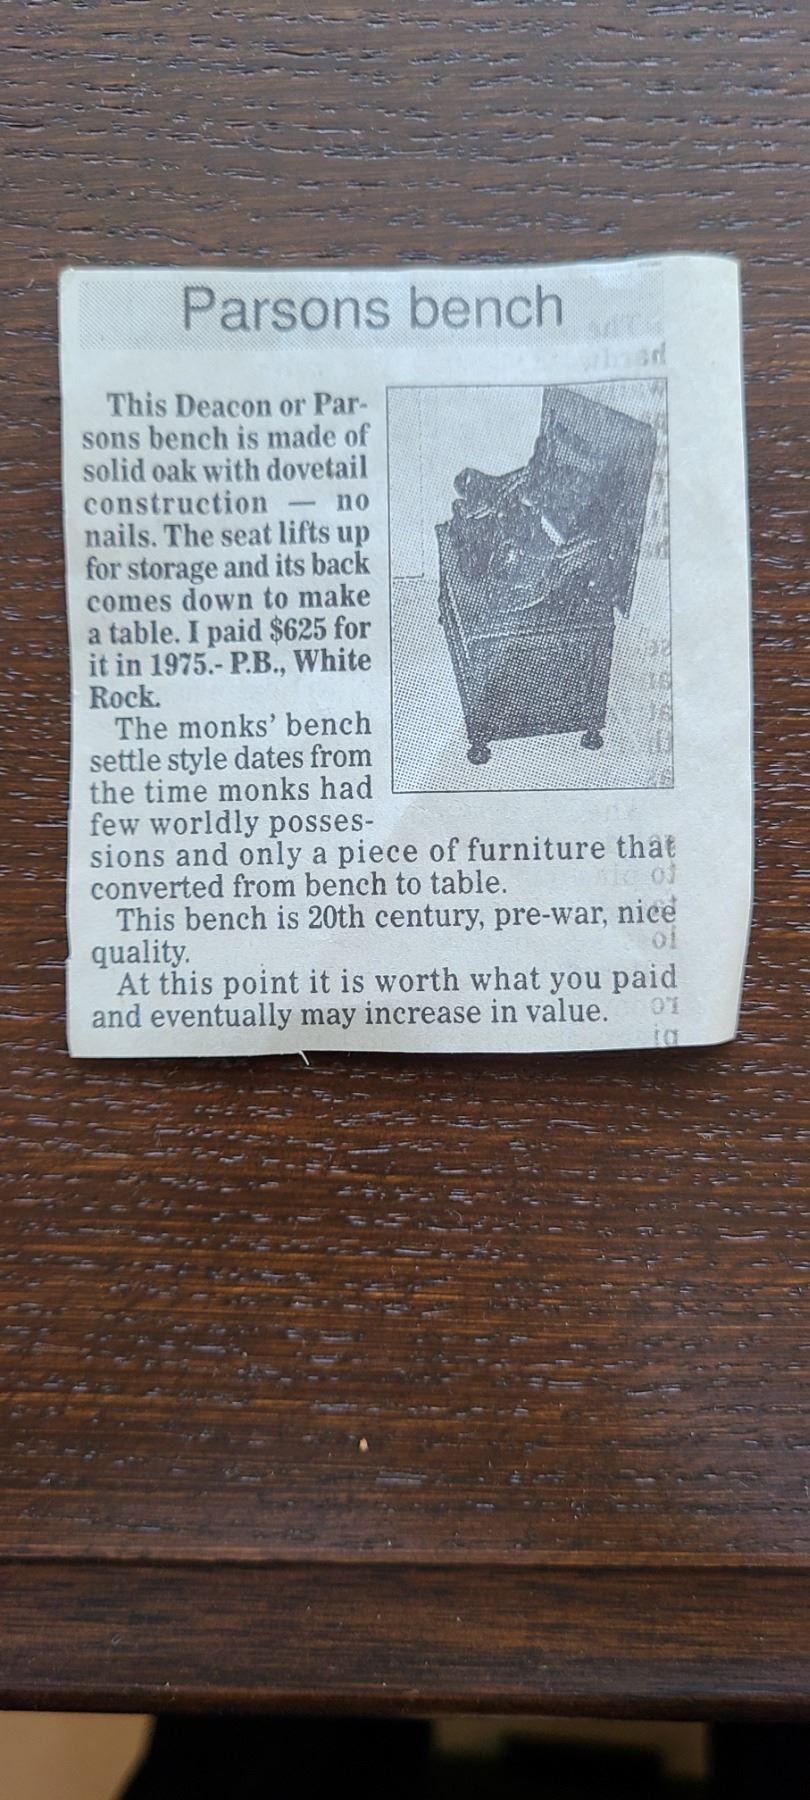 Parsons bench
This Deacon or Par-
sons bench is made of
solid oak with dovetail
construction — no
nails. The seat lifts up
for storage and its back
comes down to make
a table. I paid $625 for
it in 1975.- P.B., White
Rock.
The monks' bench
settle style dates from
the time monks had
few worldly posses-
sions and only a piece of furniture that
converted from bench to table.
This bench is 20th century, pre-war, nice
quality.
At this point it is worth what you paid
and eventually may increase in value.